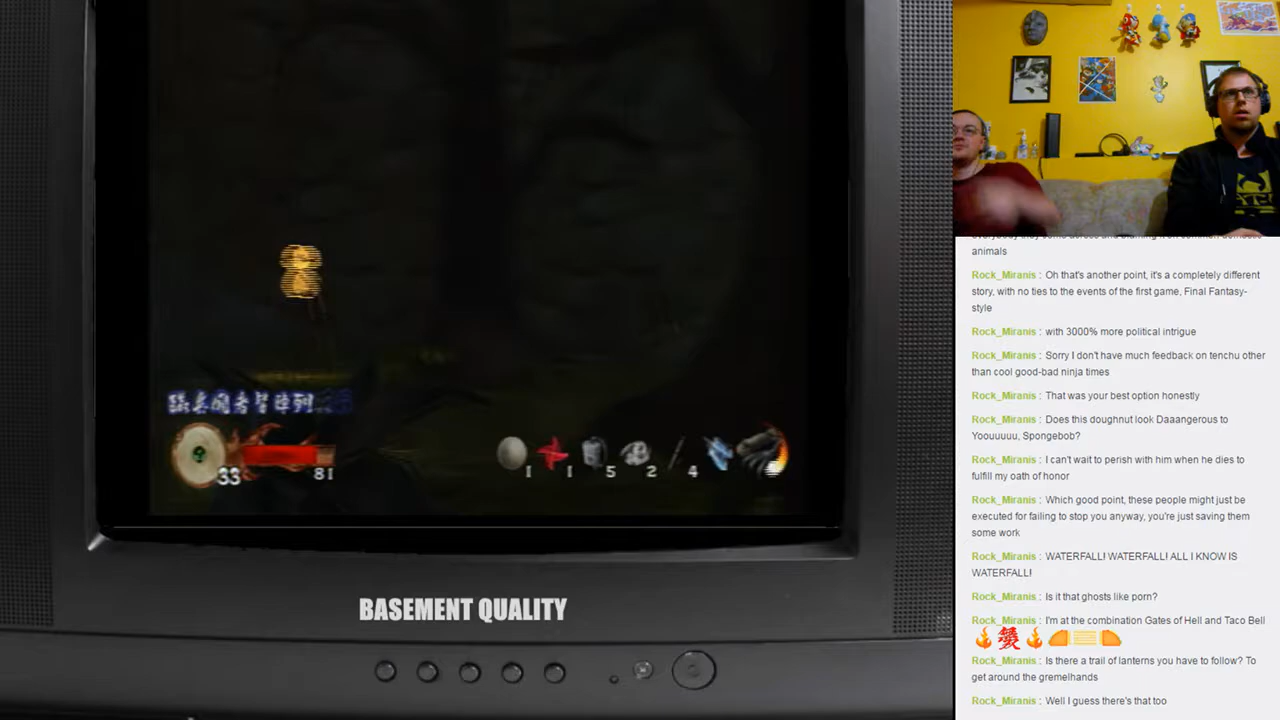 33
81
1
1
5
2
4
BASEMENT QUALITY
animals
Rock_Miranis : Oh that's another point, it's a completely different
story, with no ties to the events of the first game, Final Fantasy-
style
Rock_Miranis : with 3000% more political intrigue
Rock_Miranis : Sorry I don't have much feedback on tenchu other
than cool good-bad ninja times
Rock_Miranis : That was your best option honestly
Rock_Miranis : Does this doughnut look Daaangerous to
Yoouuuuu, Spongebob?
Rock_Miranis : I can't wait to perish with him when he dies to
fulfill my oath of honor
Rock_Miranis : Which good point, these people might just be
executed for failing to stop you anyway, you're just saving them
some work
Rock_Miranis : WATERFALL! WATERFALL! ALL I KNOW IS
WATERFALL!
Rock_Miranis : Is it that ghosts like porn?
Rock_Miranis : I'm at the combination Gates of Hell and Taco Bell
Rock_Miranis : Is there a trail of lanterns you have to follow? To
get around the gremelhands
Rock_Miranis : Well I guess there's that too